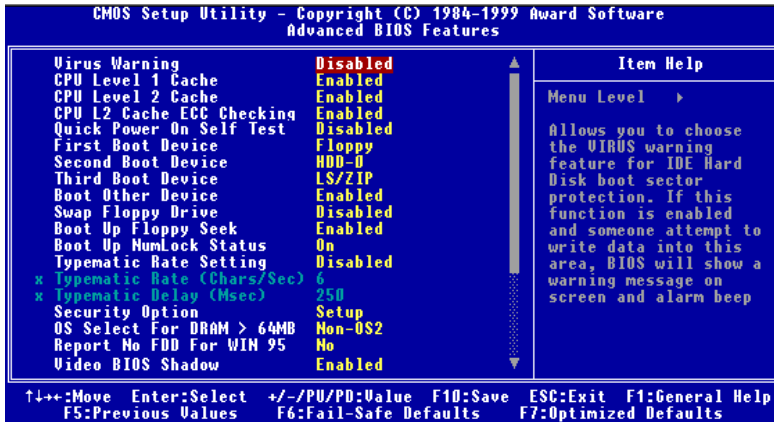 CMOS Setup Utility - Copyright (C) 1984-1999 Award Software
Advanced BIOS Features
Virus Warning Disabled
CPU Level 1 Cache Enabled
CPU Level 2 Cache Enabled
CPU L2 Cache ECC Checking Enabled
Quick Power On Self Test Disabled
First Boot Device Floppy
Second Boot Device HDD-0
Third Boot Device LS/ZIP
Boot Other Device Enabled
Swap Floppy Drive Disabled
Boot Up Floppy Seek Enabled
Boot Up NumLock Status On
Typematic Rate Setting Disabled
x Typematic Rate (Chars/Sec) 6
x Typematic Delay (Msec) 250
Security Option Setup
OS Select For DRAM > 64MB Non-OS2
Report No FDD For WIN 95 No
Video BIOS Shadow Enabled
Item Help
Menu Level ▸
Allows you to choose
the VIRUS warning
feature for IDE Hard
Disk boot sector
protection. If this
function is enabled
and someone attempt to
write data into this
area, BIOS will show a
warning message on
screen and alarm beep
↑↓→←:Move Enter:Select +/-/PU/PD:Value F10:Save ESC:Exit F1:General Help
F5:Previous Values F6:Fail-Safe Defaults F7:Optimized Defaults